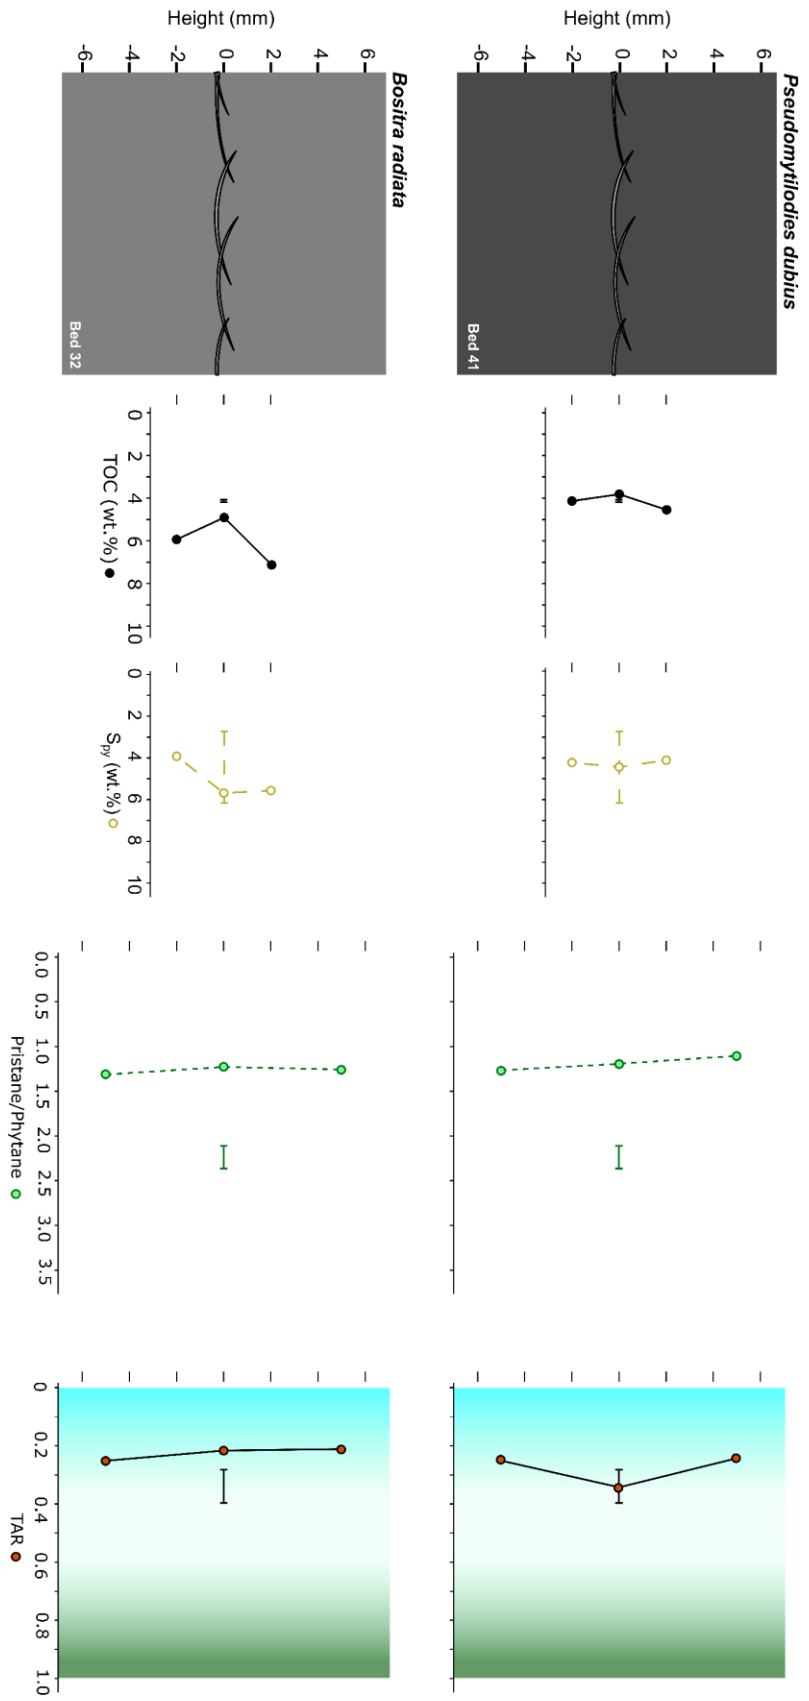 Pseudomytilodies dubius
Height (mm)
6
4
2
0
-2
-4
-6
Bed 41
Bositra radiata
Height (mm)
6
4
2
0
-2
-4
-6
Bed 32
0 2 4 6 8 10
TOC (wt.%)
0 2 4 6 8 10
Spy (wt.%)
0.0 0.5 1.0 1.5 2.0 2.5 3.0 3.5
Pristane/Phytane
0 0.2 0.4 0.6 0.8 1.0
TAR